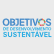 OBJETIVOS
DE DESENVOLVIMENTO
SUSTENTÁVEL